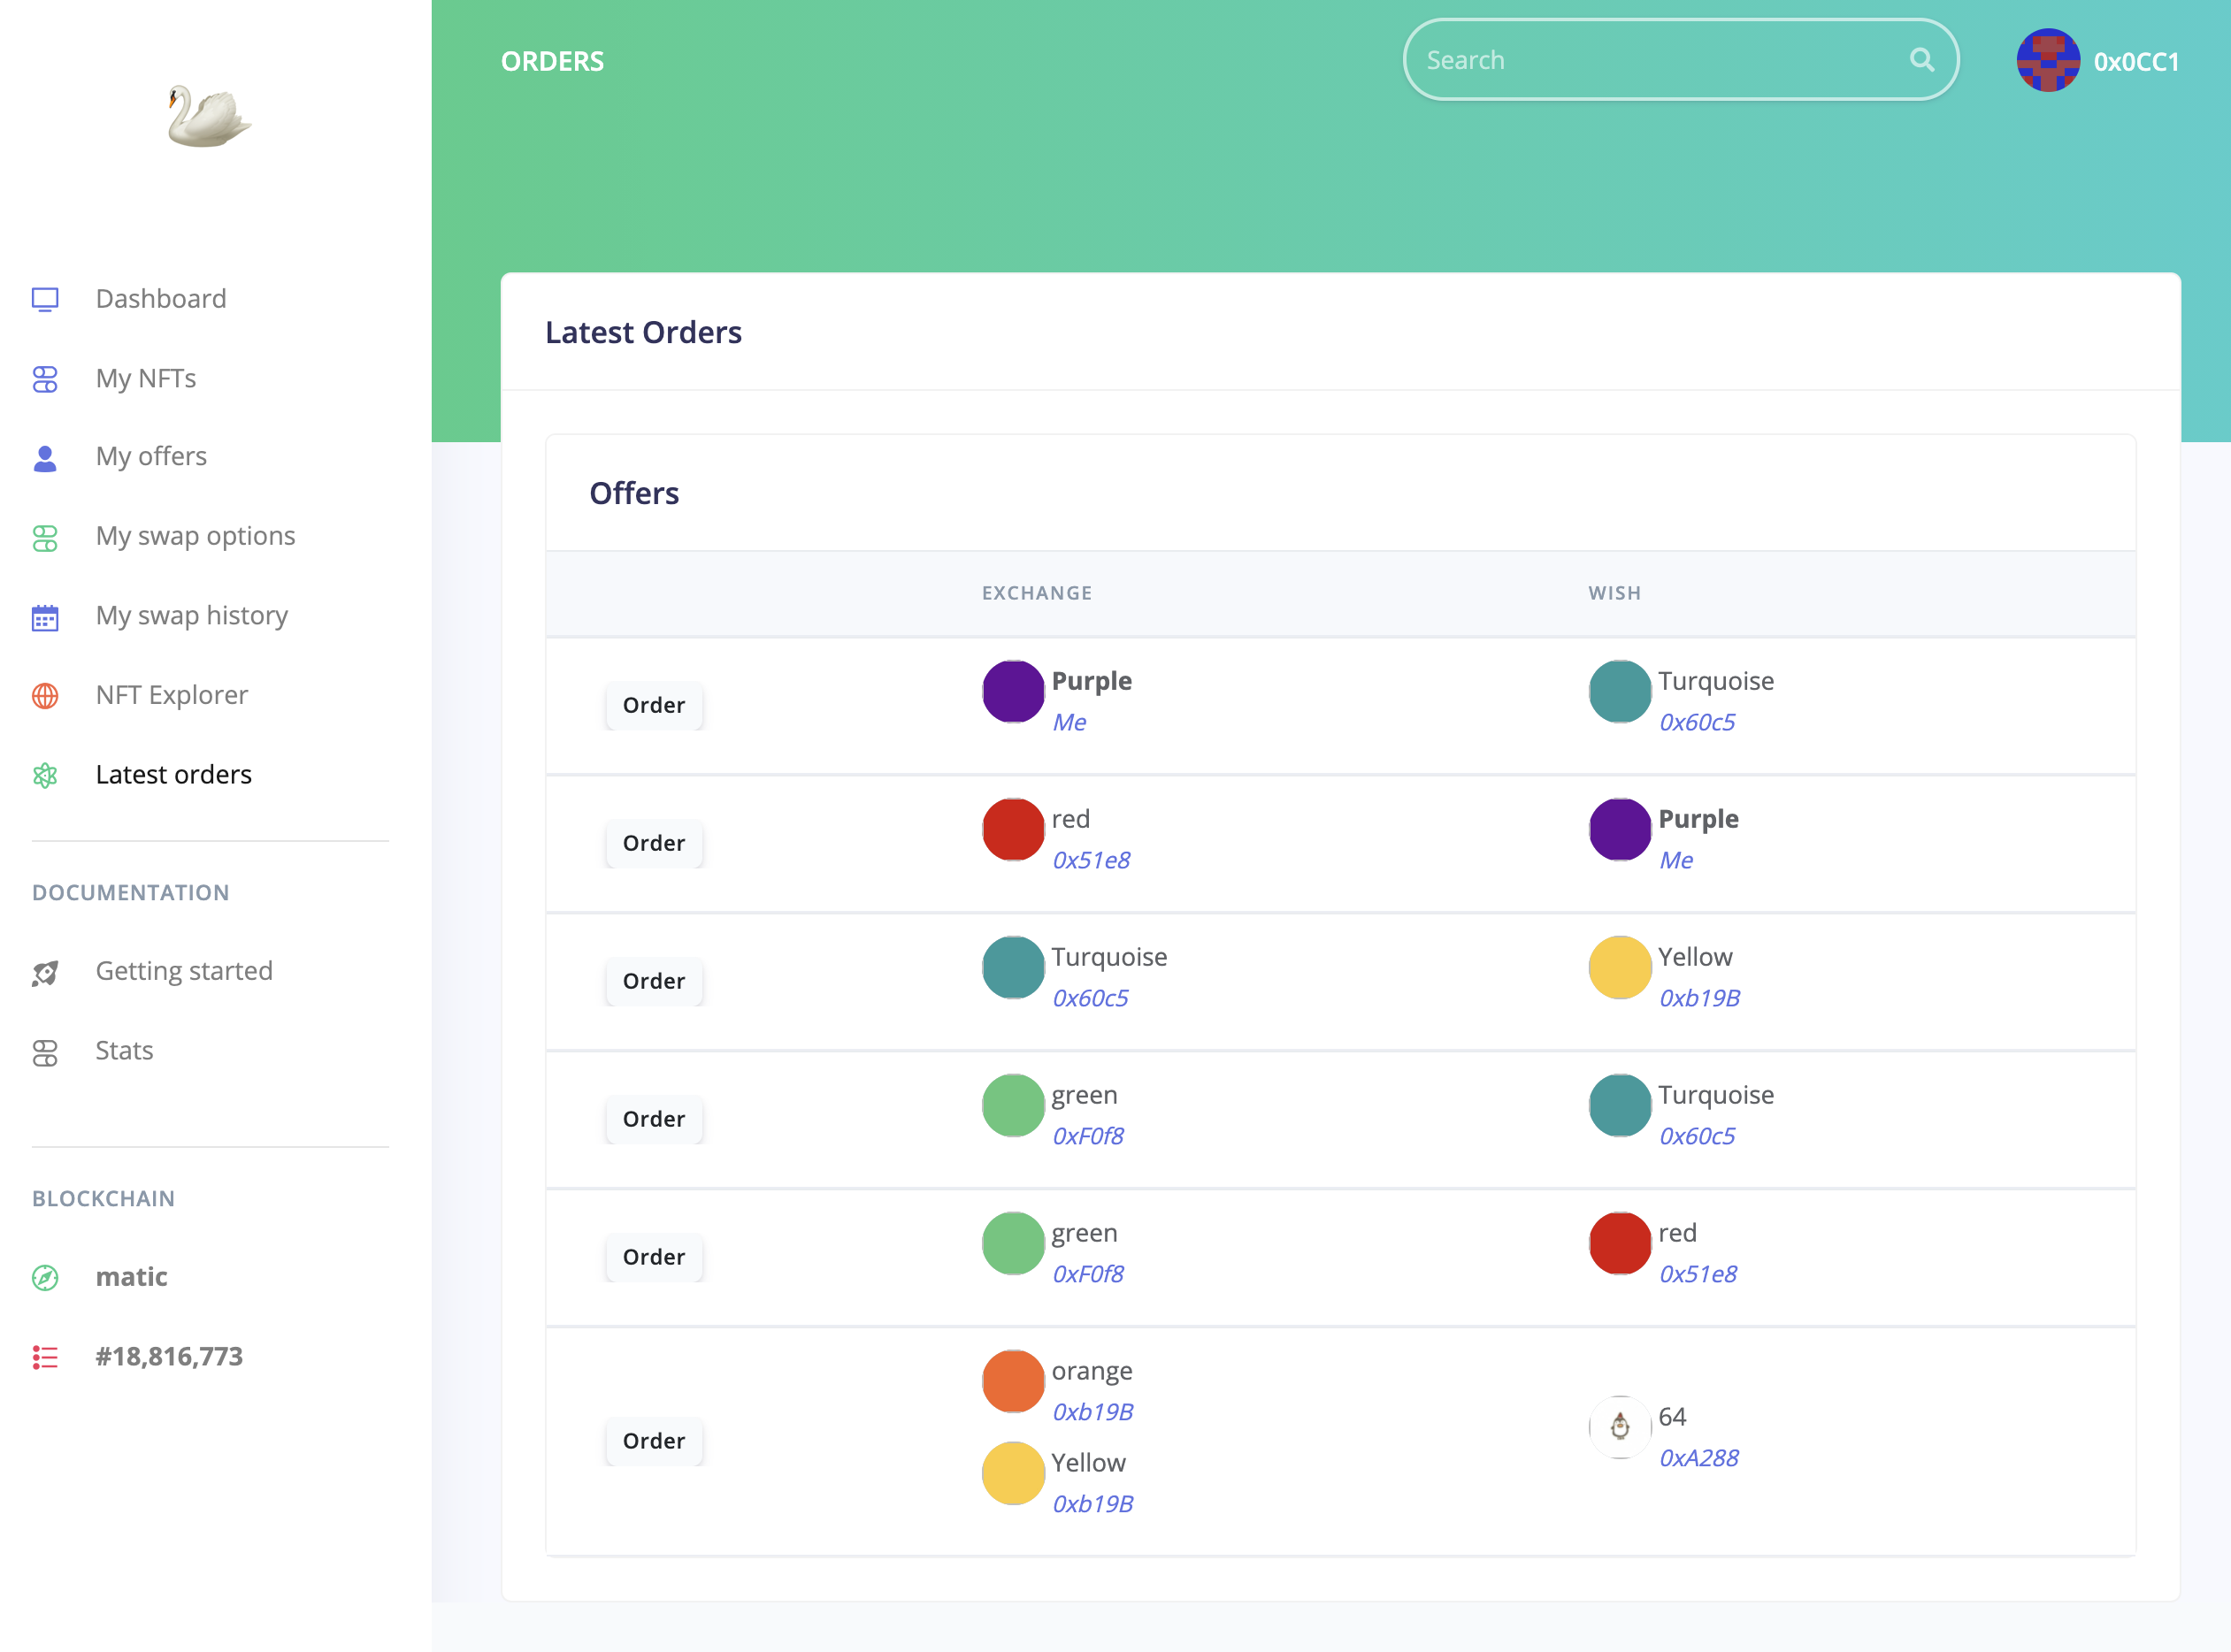 ORDERS
Search
0x0CC1
Dashboard
My NFTs
My offers
My swap options
My swap history
NFT Explorer
Latest orders
DOCUMENTATION
Getting started
Stats
BLOCKCHAIN
matic
#18,816,773
Latest Orders
Offers
EXCHANGE WISH
Order Purple Turquoise
Me 0x60c5
Order red Purple
0x51e8 Me
Order Turquoise Yellow
0x60c5 0xb19B
Order green Turquoise
0xF0f8 0x60c5
Order green red
0xF0f8 0x51e8
Order orange 64
0xb19B 0xA288
Yellow
0xb19B